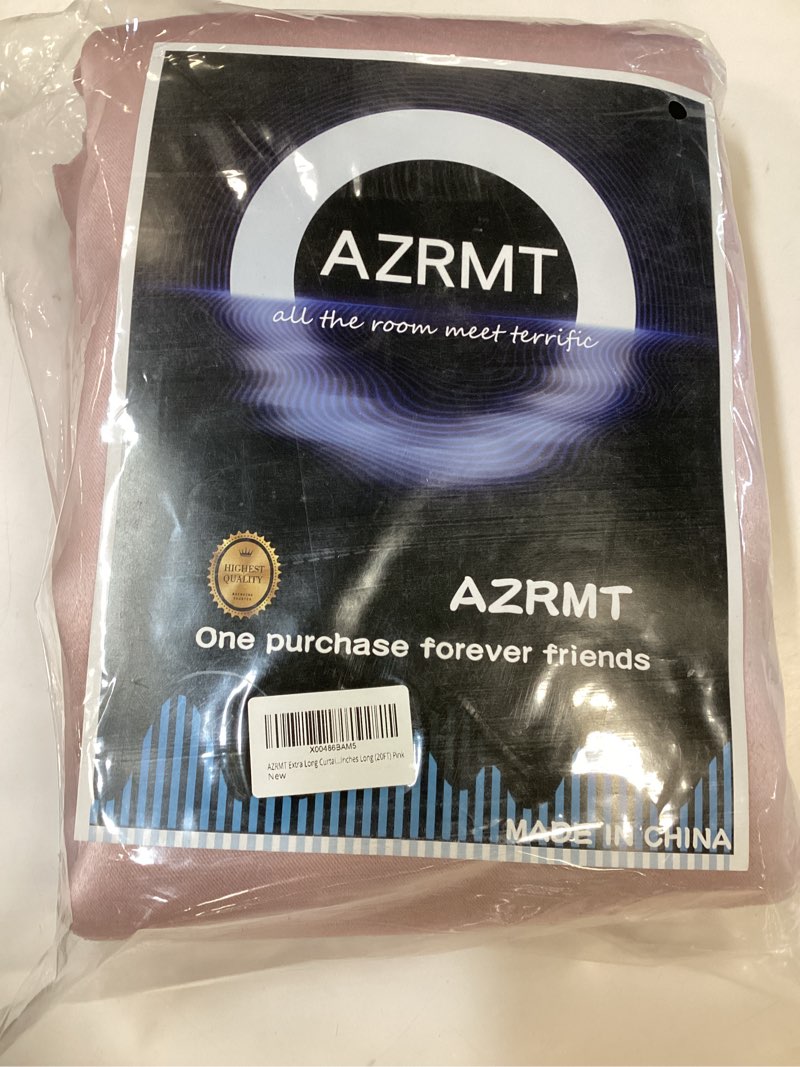 AZRMT
all the room meet terrific
HIGHEST
QUALITY
AZRMT
One purchase forever friends
X00486BAM5
AZRMT Extra Long Curtai...Inches Long (20FT) Pink
New
MADE IN CHINA